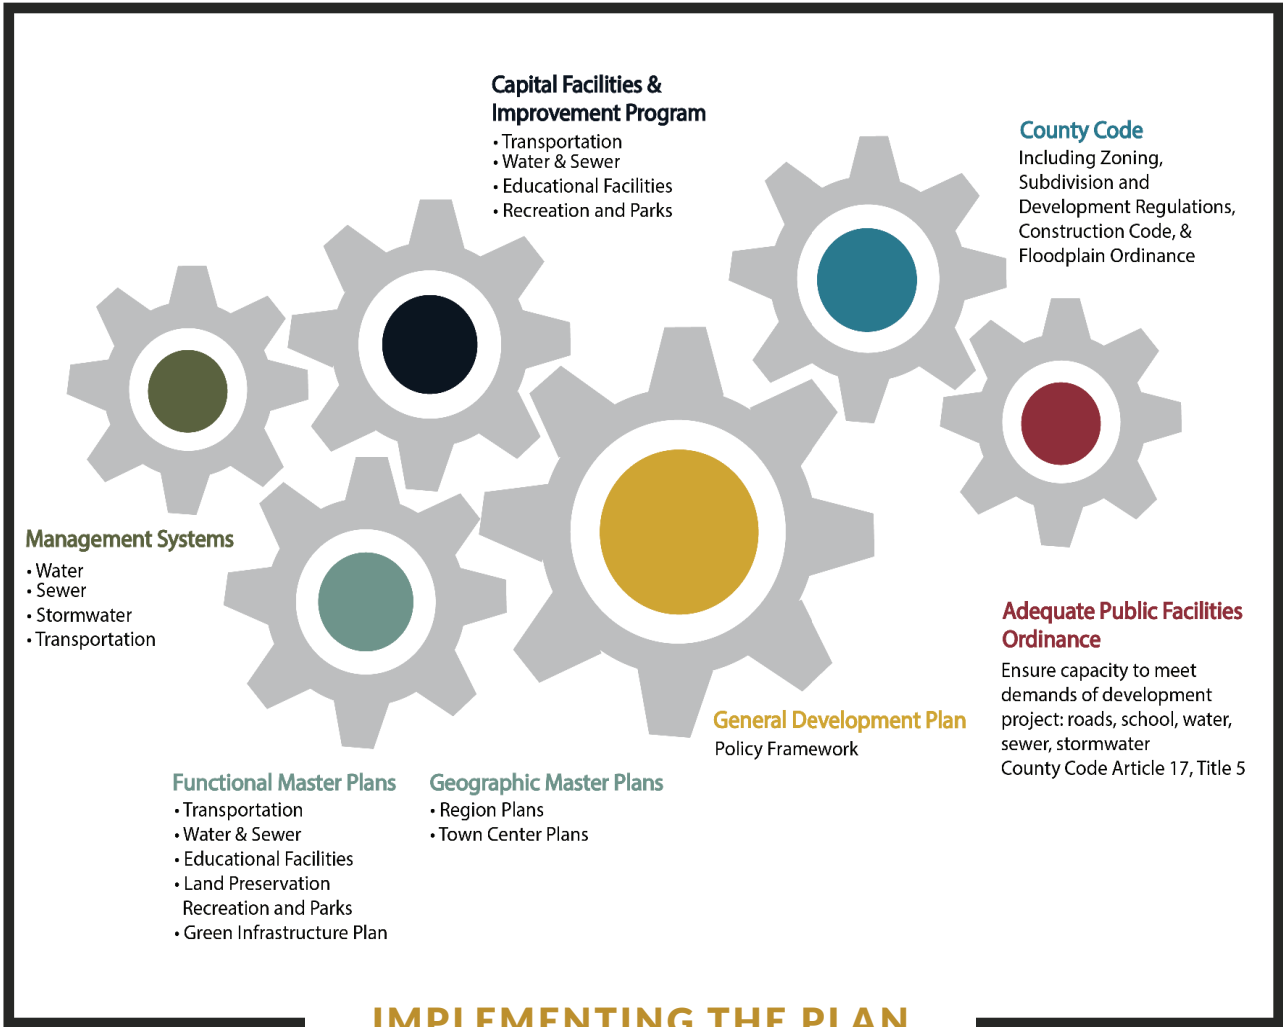 Capital Facilities &
Improvement Program
• Transportation
• Water & Sewer
• Educational Facilities
• Recreation and Parks
County Code
Including Zoning,
Subdivision and
Development Regulations,
Construction Code, &
Floodplain Ordinance
Management Systems
• Water
• Sewer
• Stormwater
• Transportation
Adequate Public Facilities
Ordinance
Ensure capacity to meet
demands of development
project: roads, school, water,
sewer, stormwater
County Code Article 17, Title 5
General Development Plan
Policy Framework
Functional Master Plans
• Transportation
• Water & Sewer
• Educational Facilities
• Land Preservation
Recreation and Parks
• Green Infrastructure Plan
Geographic Master Plans
• Region Plans
• Town Center Plans
IMPLEMENTING THE PLAN